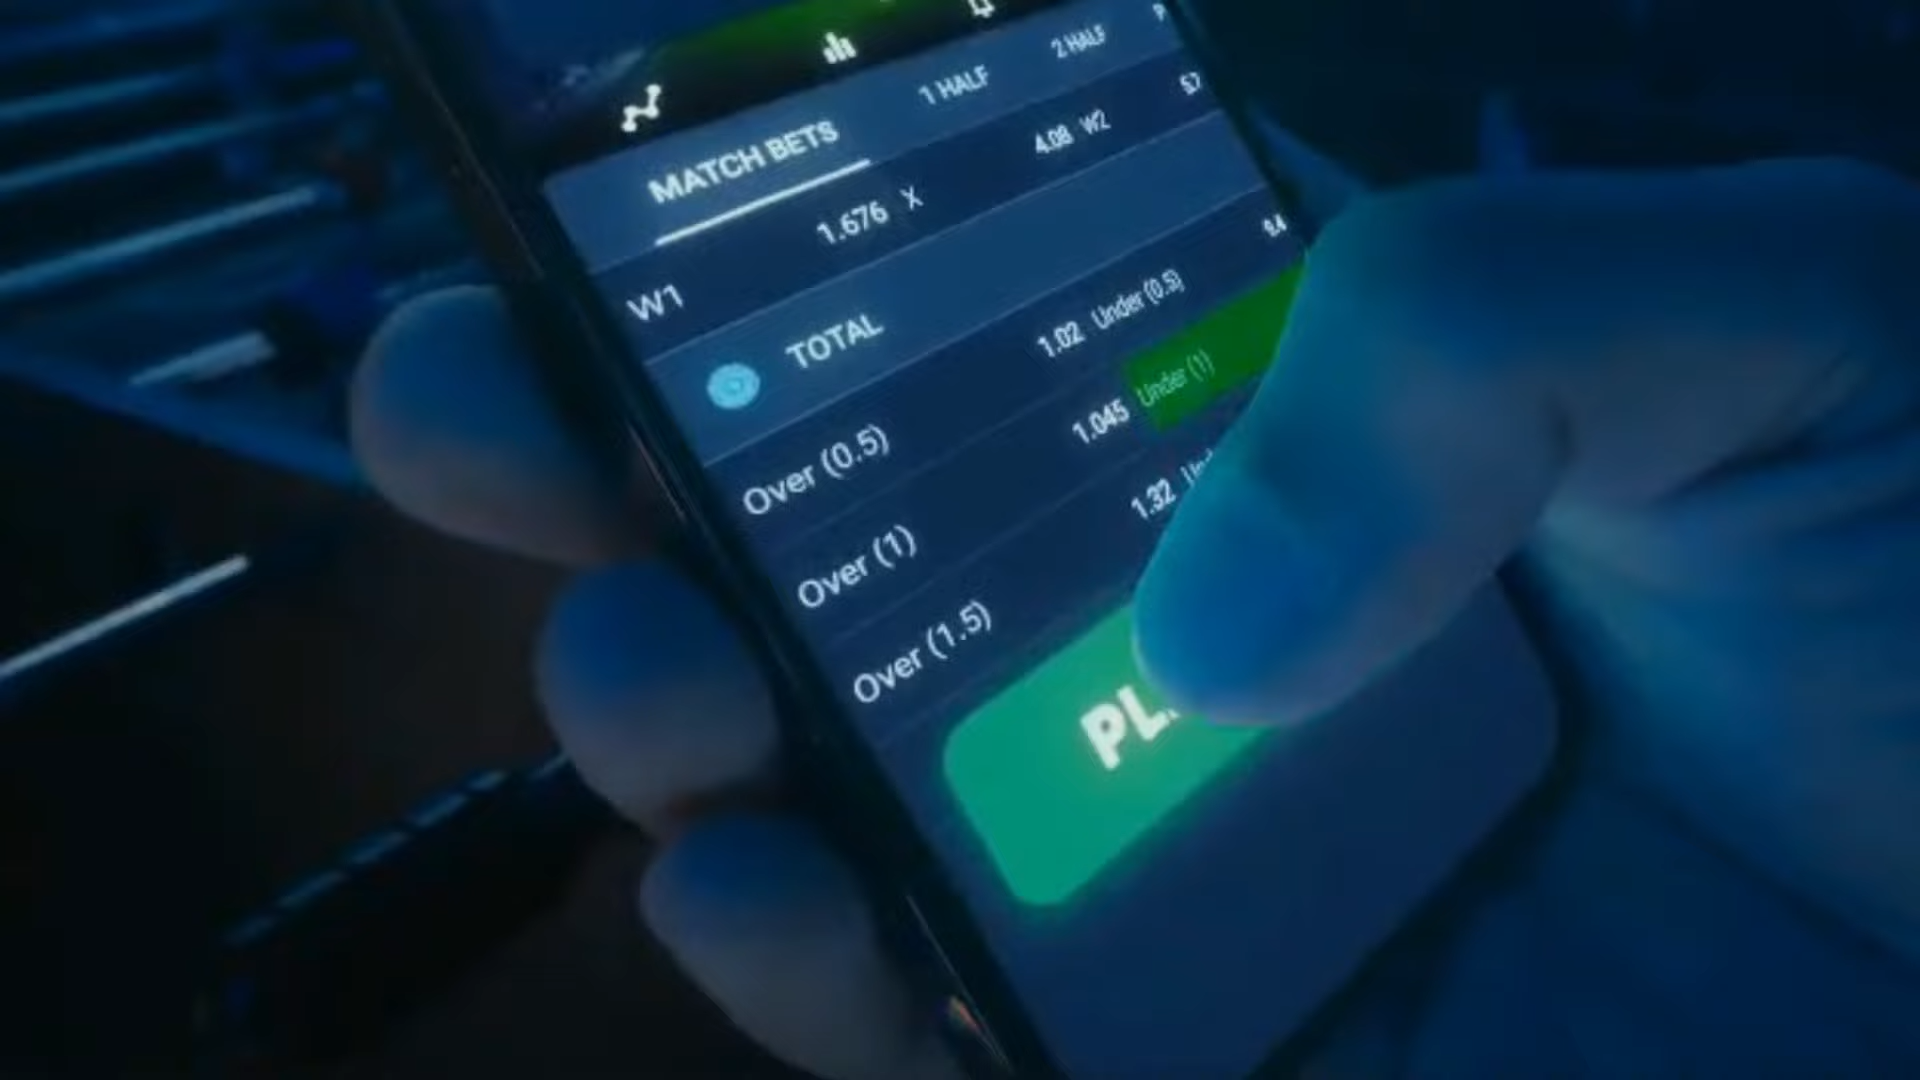 1 HALF
2 HALF
MATCH BETS
W1 1.676 X 4.08 W2
TOTAL
Over (0.5) 1.02 Under (0.5)
Over (1) 1.045 Under (1)
Over (1.5) 1.32